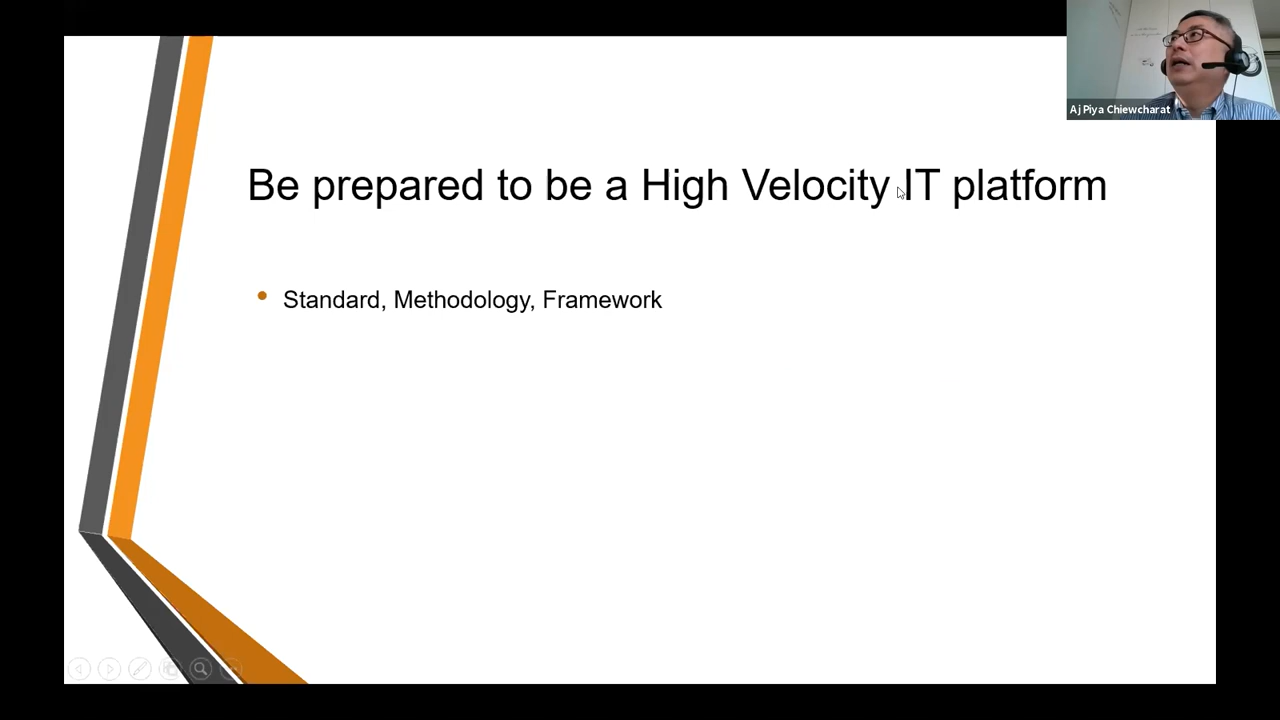 Aj Piya Chiewcharat
Be prepared to be a High Velocity IT platform
Standard, Methodology, Framework